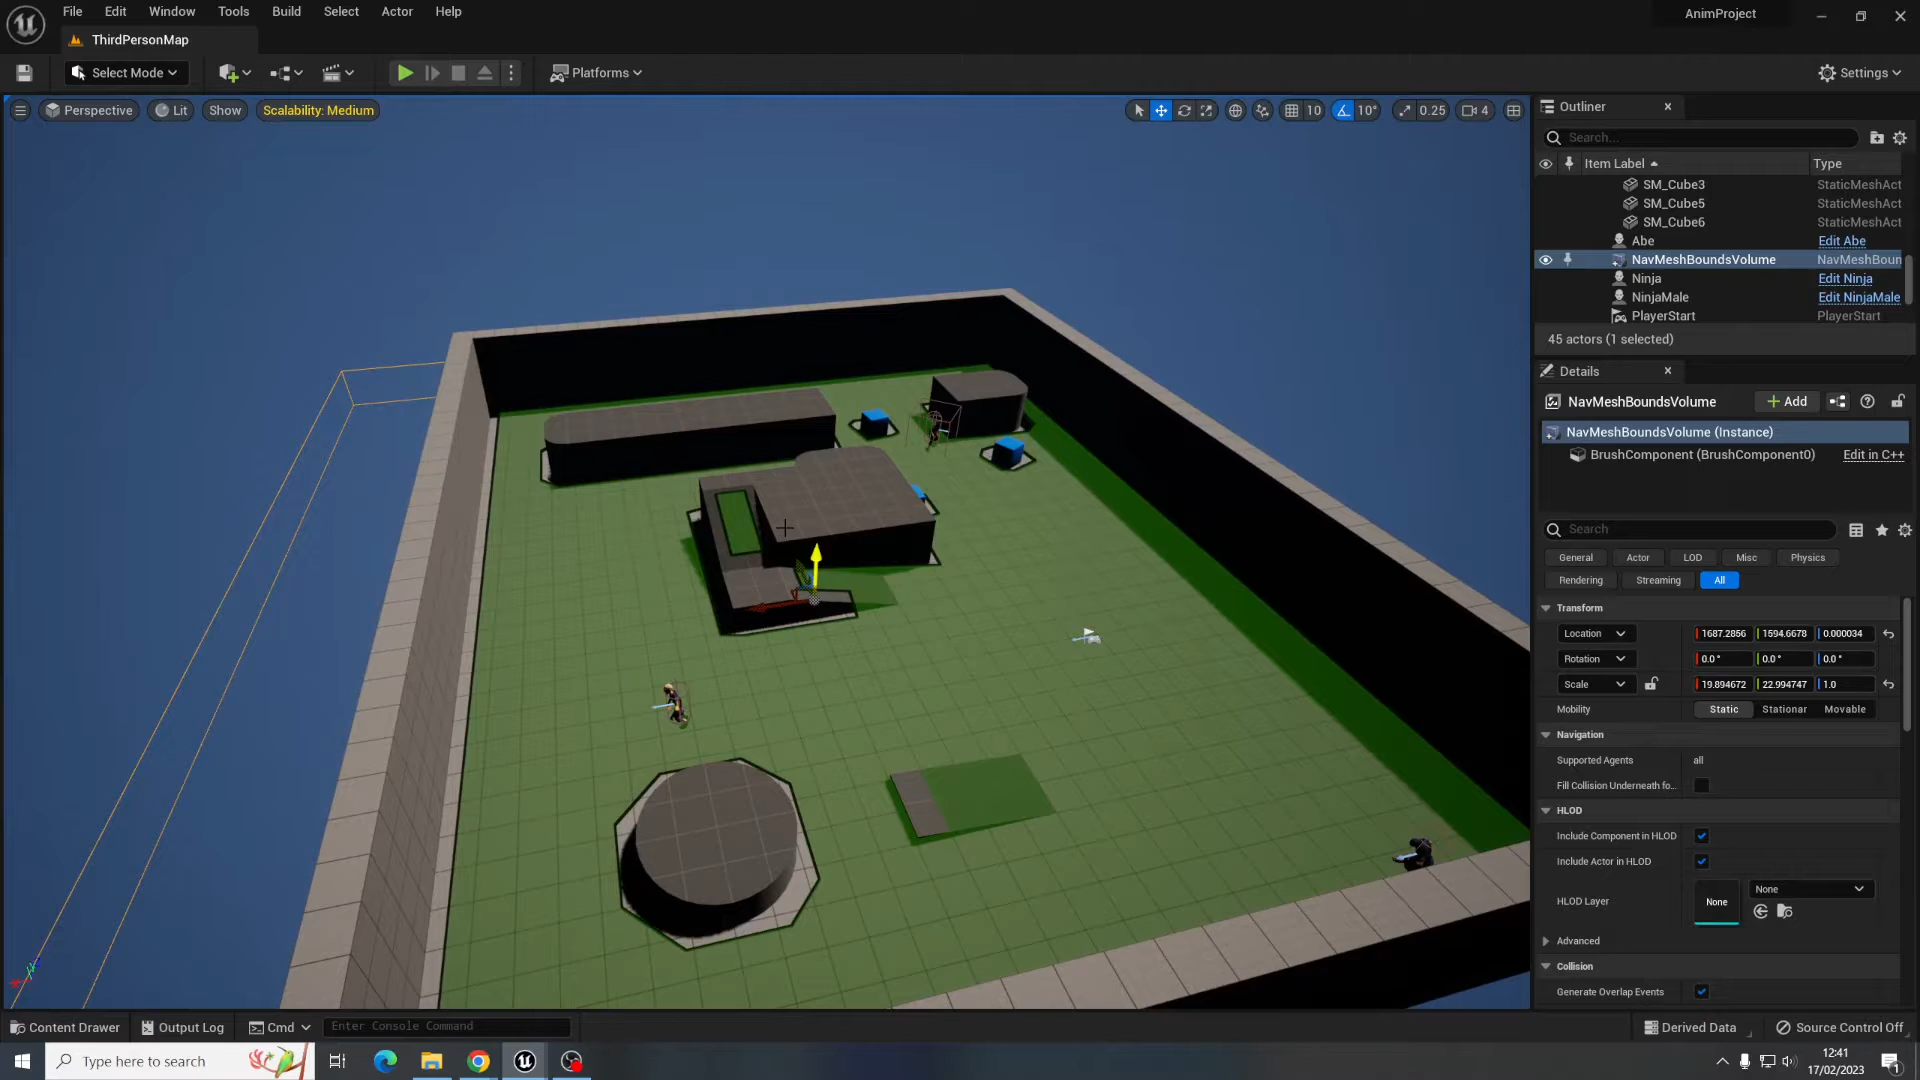 File Edit Window Tools Build Select Actor Help
AnimProject
ThirdPersonMap
Select Mode
Platforms
Settings
Perspective Lit Show Scalability: Medium
10 10° 0.25 4
Outliner
Search...
Item Label Type
SM_Cube3 StaticMeshAct
SM_Cube5 StaticMeshAct
SM_Cube6 StaticMeshAct
Abe Edit Abe
NavMeshBoundsVolume NavMeshBoun
Ninja Edit Ninja
NinjaMale Edit NinjaMale
PlayerStart PlayerStart
45 actors (1 selected)
Details
NavMeshBoundsVolume Add
NavMeshBoundsVolume (Instance)
BrushComponent (BrushComponent0) Edit in C++
Search
General Actor LOD Misc Physics
Rendering Streaming All
Transform
Location 1687.2856 1594.6678 0.000034
Rotation 0.0° 0.0° 0.0°
Scale 19.894672 22.994747 1.0
Mobility Static Stationar Movable
Navigation
Supported Agents all
Fill Collision Underneath fo...
HLOD
Include Component in HLOD
Include Actor in HLOD
HLOD Layer None None
Advanced
Collision
Generate Overlap Events
Content Drawer Output Log Cmd Enter Console Command Derived Data Source Control Off
Type here to search
12:41
17/02/2023
1